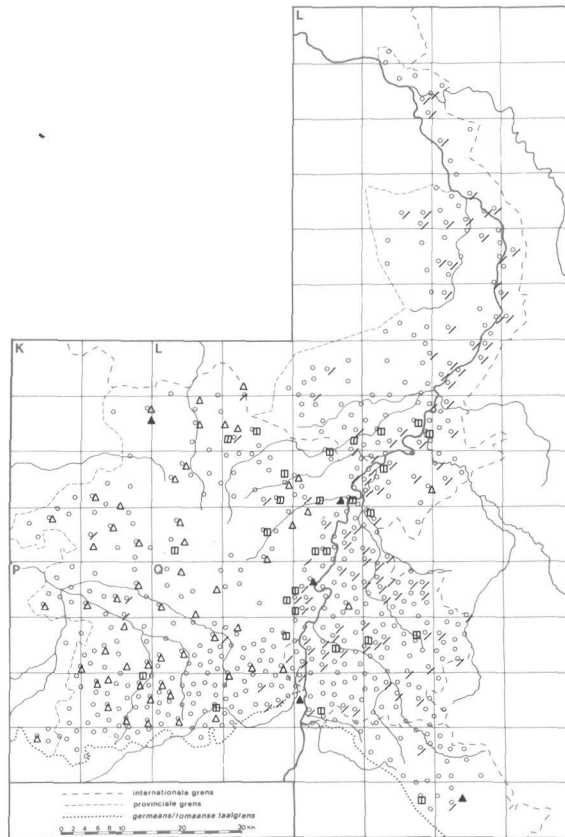 L
K
L
P
Q
internationale grens
provinciale grens
germaans/romaanse taalgrens
0 2 4 6 8 10 20 30 Km